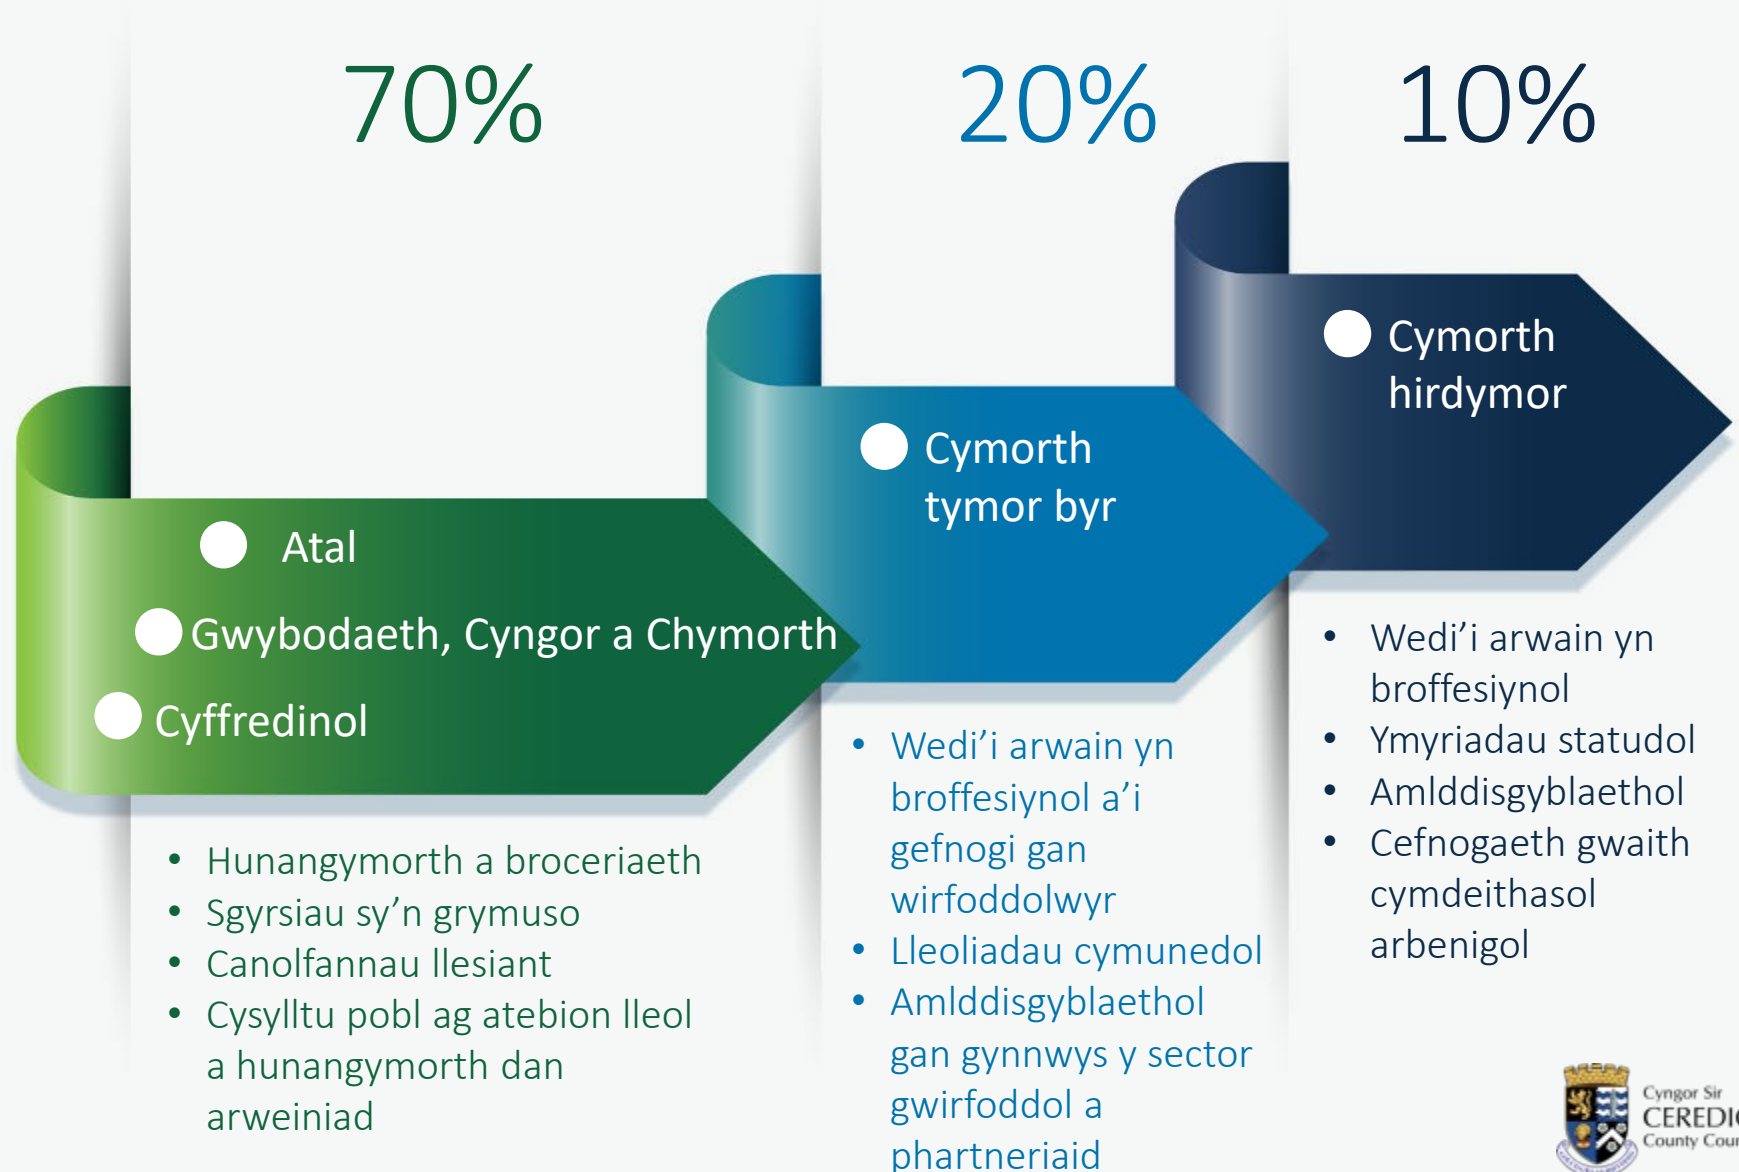 70%
Atal
Gwybodaeth, Cyngor a Chymorth
Cyffredinol
• Hunangymorth a broceriaeth
• Sgyrsiau sy’n grymuso
• Canolfannau llesiant
• Cysylltu pobl ag atebion lleol
a hunangymorth dan
arweiniad
20%
Cymorth
tymor byr
• Wedi’i arwain yn
broffesiynol a’i
gefnogi gan
wirfoddolwyr
• Lleoliadau cymunedol
• Amlddisgyblaethol
gan gynnwys y sector
gwirfoddol a
phartneriaid
10%
Cymorth
hirdymor
• Wedi’i arwain yn
broffesiynol
• Ymyriadau statudol
• Amlddisgyblaethol
• Cefnogaeth gwaith
cymdeithasol
arbenigol
Cyngor Sir
County